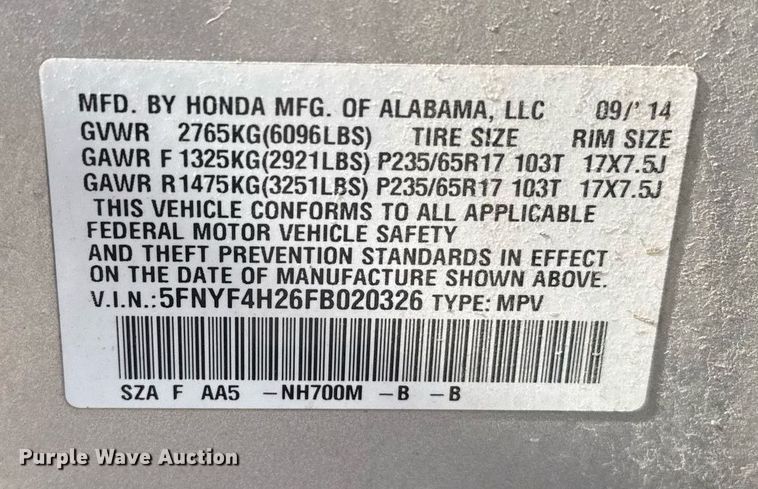 MFD. BY HONDA MFG. OF ALABAMA, LLC 09/'14
GVWR 2765KG(6096LBS) TIRE SIZE RIM SIZE
GAWR F 1325KG(2921LBS) P235/65R17 103T 17X7.5J
GAWR R1475KG(3251LBS) P235/65R17 103T 17X7.5J
THIS VEHICLE CONFORMS TO ALL APPLICABLE
FEDERAL MOTOR VEHICLE SAFETY
AND THEFT PREVENTION STANDARDS IN EFFECT
ON THE DATE OF MANUFACTURE SHOWN ABOVE.
V.I.N.:5FNYF4H26FB020326 TYPE: MPV
SZA F AA5 -NH700M -B -B
Purple Wave Auction